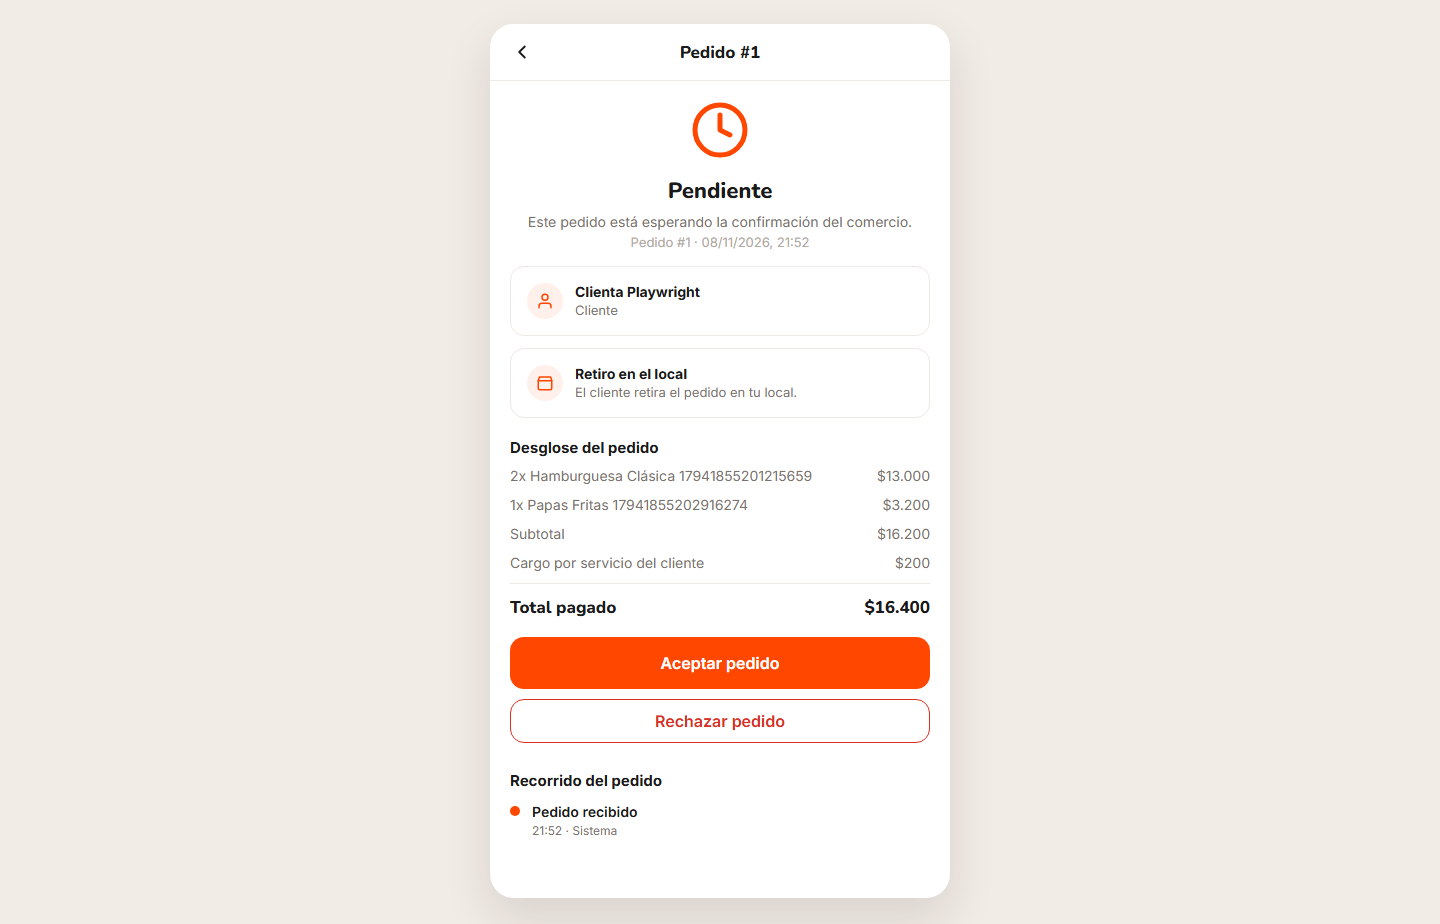 Pedido #1
Pendiente
Este pedido está esperando la confirmación del comercio.
Pedido #1 · 08/11/2026, 21:52
Clienta Playwright
Cliente
Retiro en el local
El cliente retira el pedido en tu local.
Desglose del pedido
2x Hamburguesa Clásica 17941855201215659 $13.000
1x Papas Fritas 17941855202916274 $3.200
Subtotal $16.200
Cargo por servicio del cliente $200
Total pagado $16.400
Aceptar pedido
Rechazar pedido
Recorrido del pedido
Pedido recibido
21:52 · Sistema